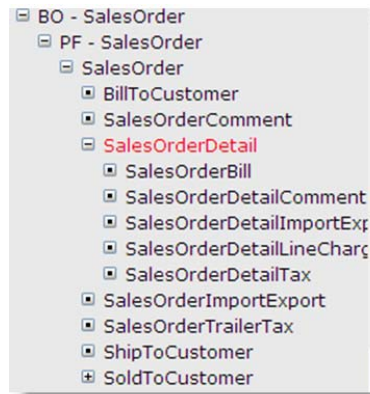 BO - SalesOrder
PF - SalesOrder
SalesOrder
BillToCustomer
SalesOrderComment
SalesOrderDetail
SalesOrderBill
SalesOrderDetailComment
SalesOrderDetailImportExp
SalesOrderDetailLineCharg
SalesOrderDetailTax
SalesOrderImportExport
SalesOrderTrailerTax
ShipToCustomer
SoldToCustomer